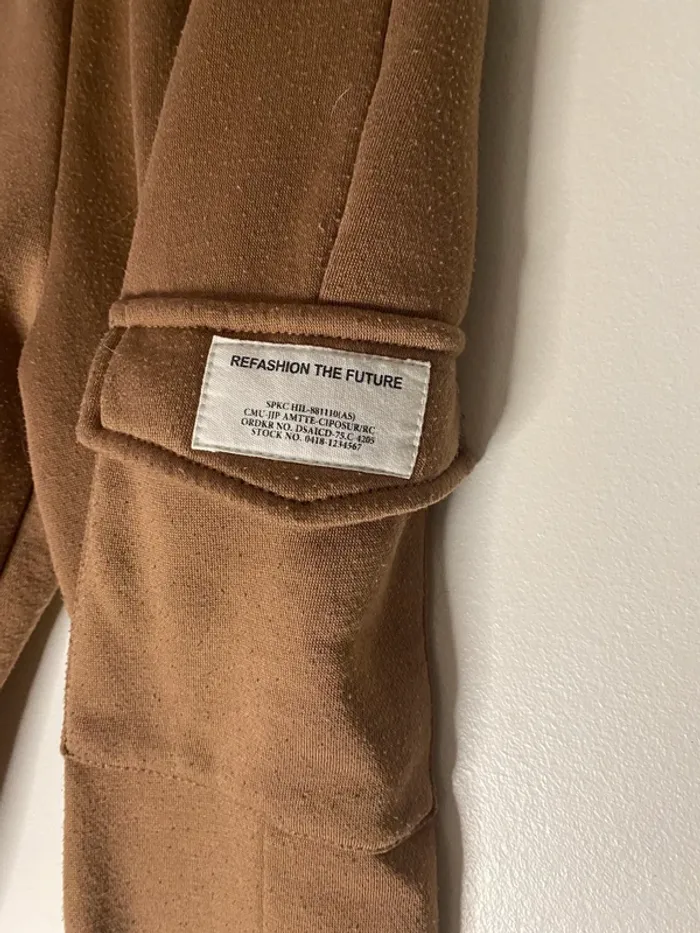 REFASHION THE FUTURE
SPKC HIL-881110(AS)
CMU-JIP AMTTE-CIPOSUR/RC
ORDKR NO. DSAICD-75.C 4205
STOCK NO. 0418-1234567